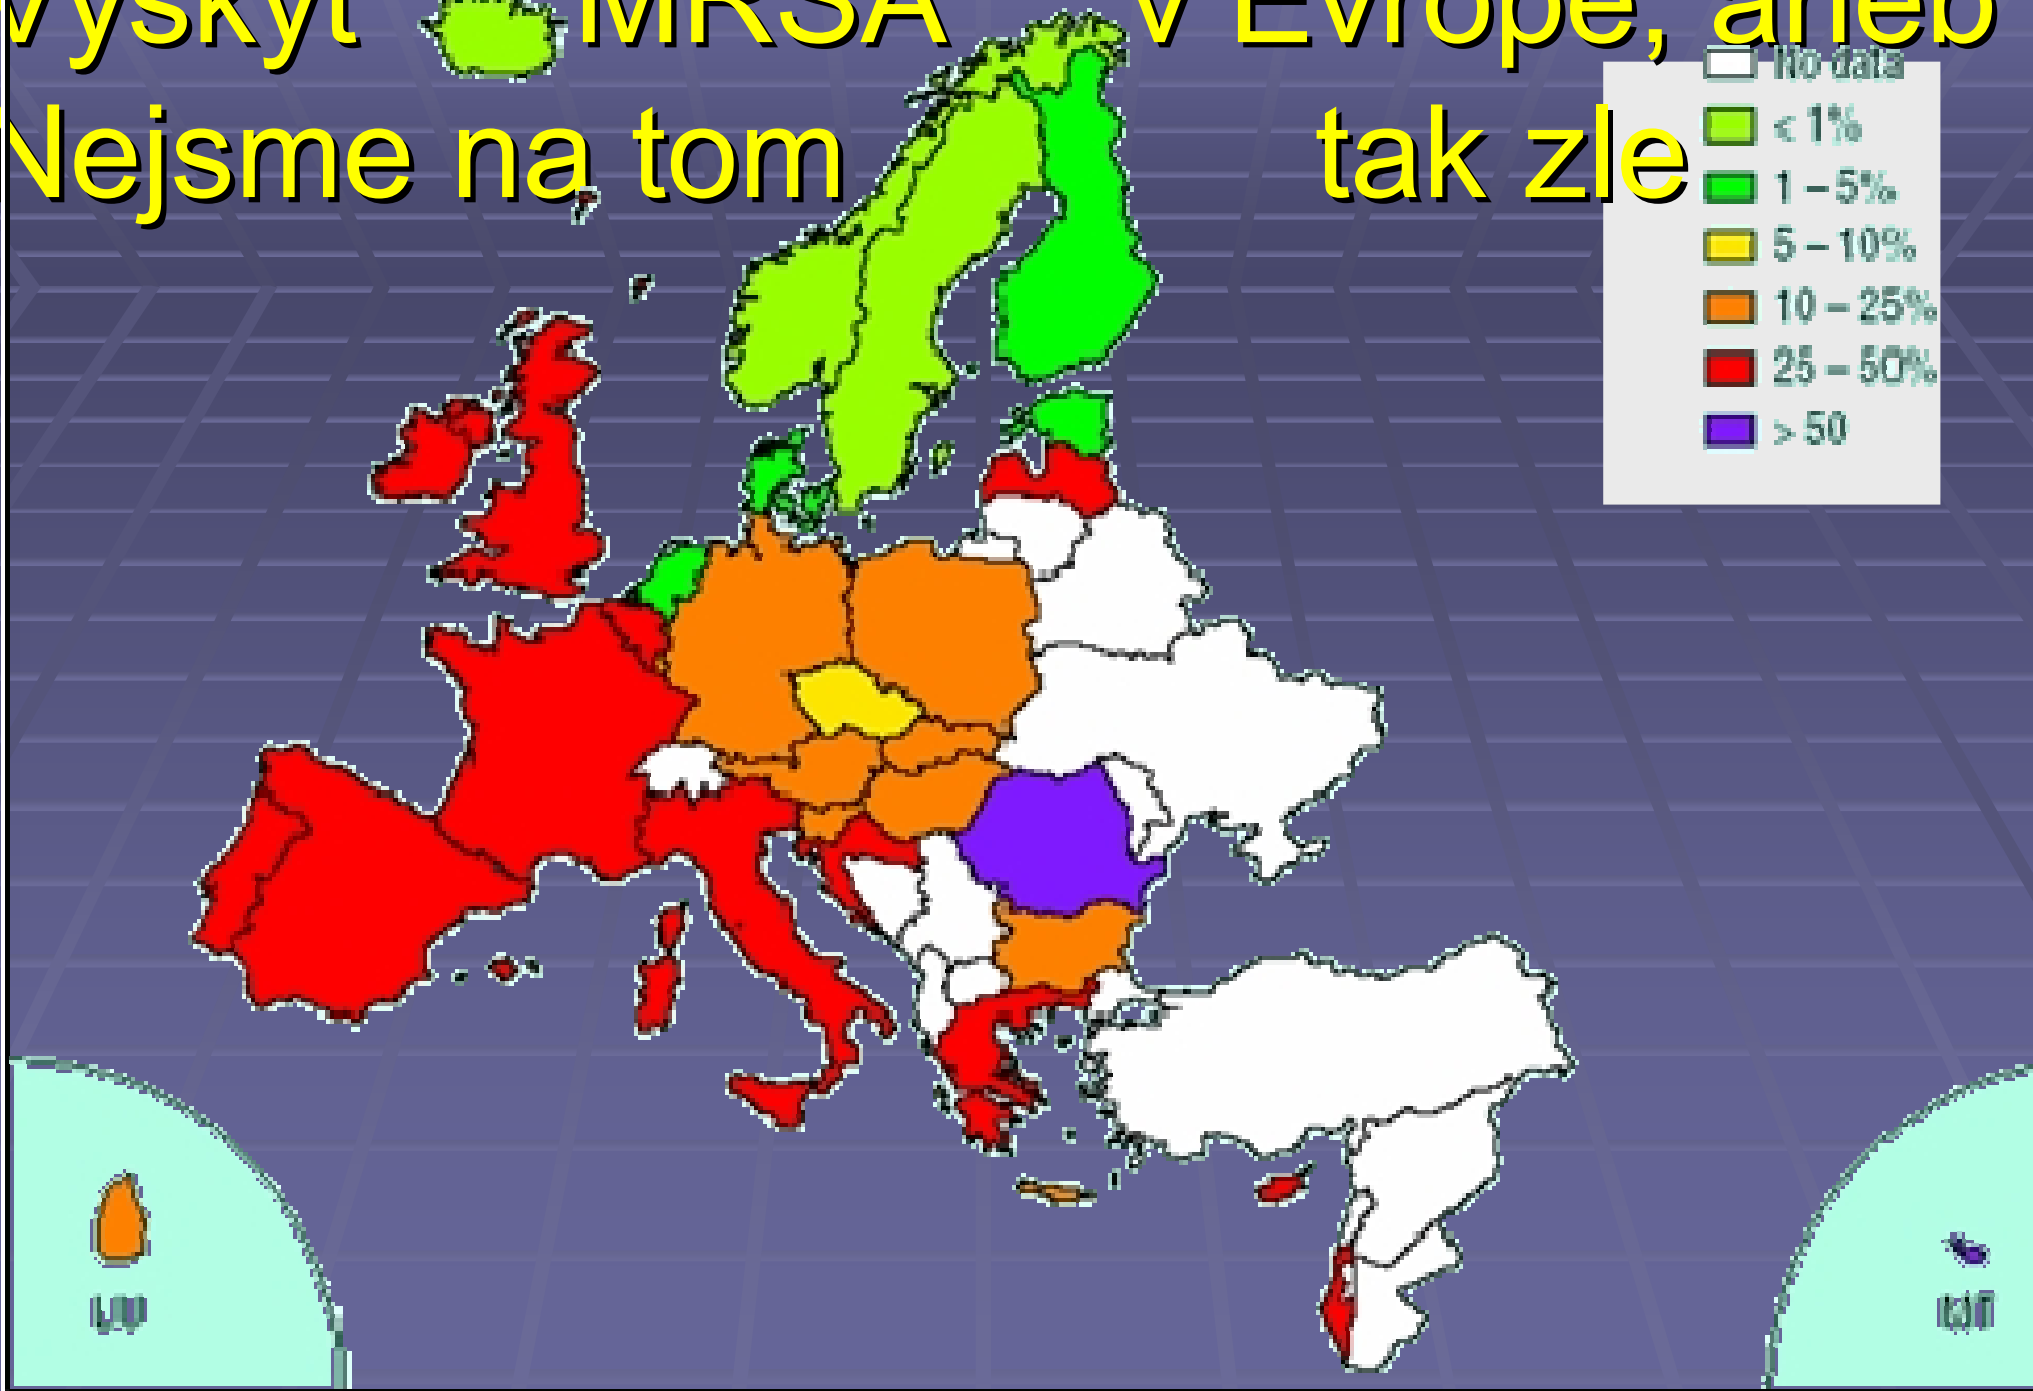 Výskyt MRSA v Evropě, aneb
Nejsme na tom tak zle
No data
< 1%
1 – 5%
5 – 10%
10 – 25%
25 – 50%
> 50